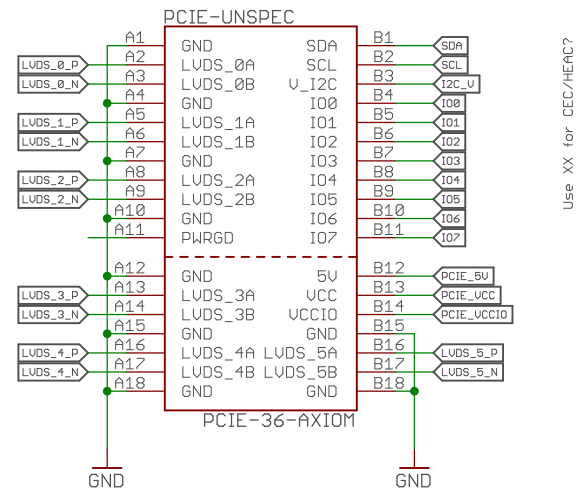 PCIE-UNSPEC
A1 GND SDA B1 SDA
LVDS_0_P A2 LVDS_0A SCL B2 SCL
LVDS_0_N A3 LVDS_0B V_I2C B3 I2C_V
A4 GND IO0 B4 IO0
LVDS_1_P A5 LVDS_1A IO1 B5 IO1
LVDS_1_N A6 LVDS_1B IO2 B6 IO2
A7 GND IO3 B7 IO3
LVDS_2_P A8 LVDS_2A IO4 B8 IO4
LVDS_2_N A9 LVDS_2B IO5 B9 IO5
A10 GND IO6 B10 IO6
A11 PWRGD IO7 B11 IO7
A12 GND 5V B12 PCIE_5V
LVDS_3_P A13 LVDS_3A VCC B13 PCIE_VCC
LVDS_3_N A14 LVDS_3B VCCIO B14 PCIE_VCCIO
A15 GND GND B15
LVDS_4_P A16 LVDS_4A LVDS_5A B16 LVDS_5_P
LVDS_4_N A17 LVDS_4B LVDS_5B B17 LVDS_5_N
A18 GND GND B18
PCIE-36-AXIOM
GND GND
Use XX for CEC/HEAC?